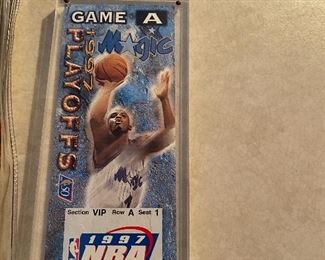 GAME A
1997
PLAYOFFS
Magic
Section VIP Row A Seat 1
1997
NBA